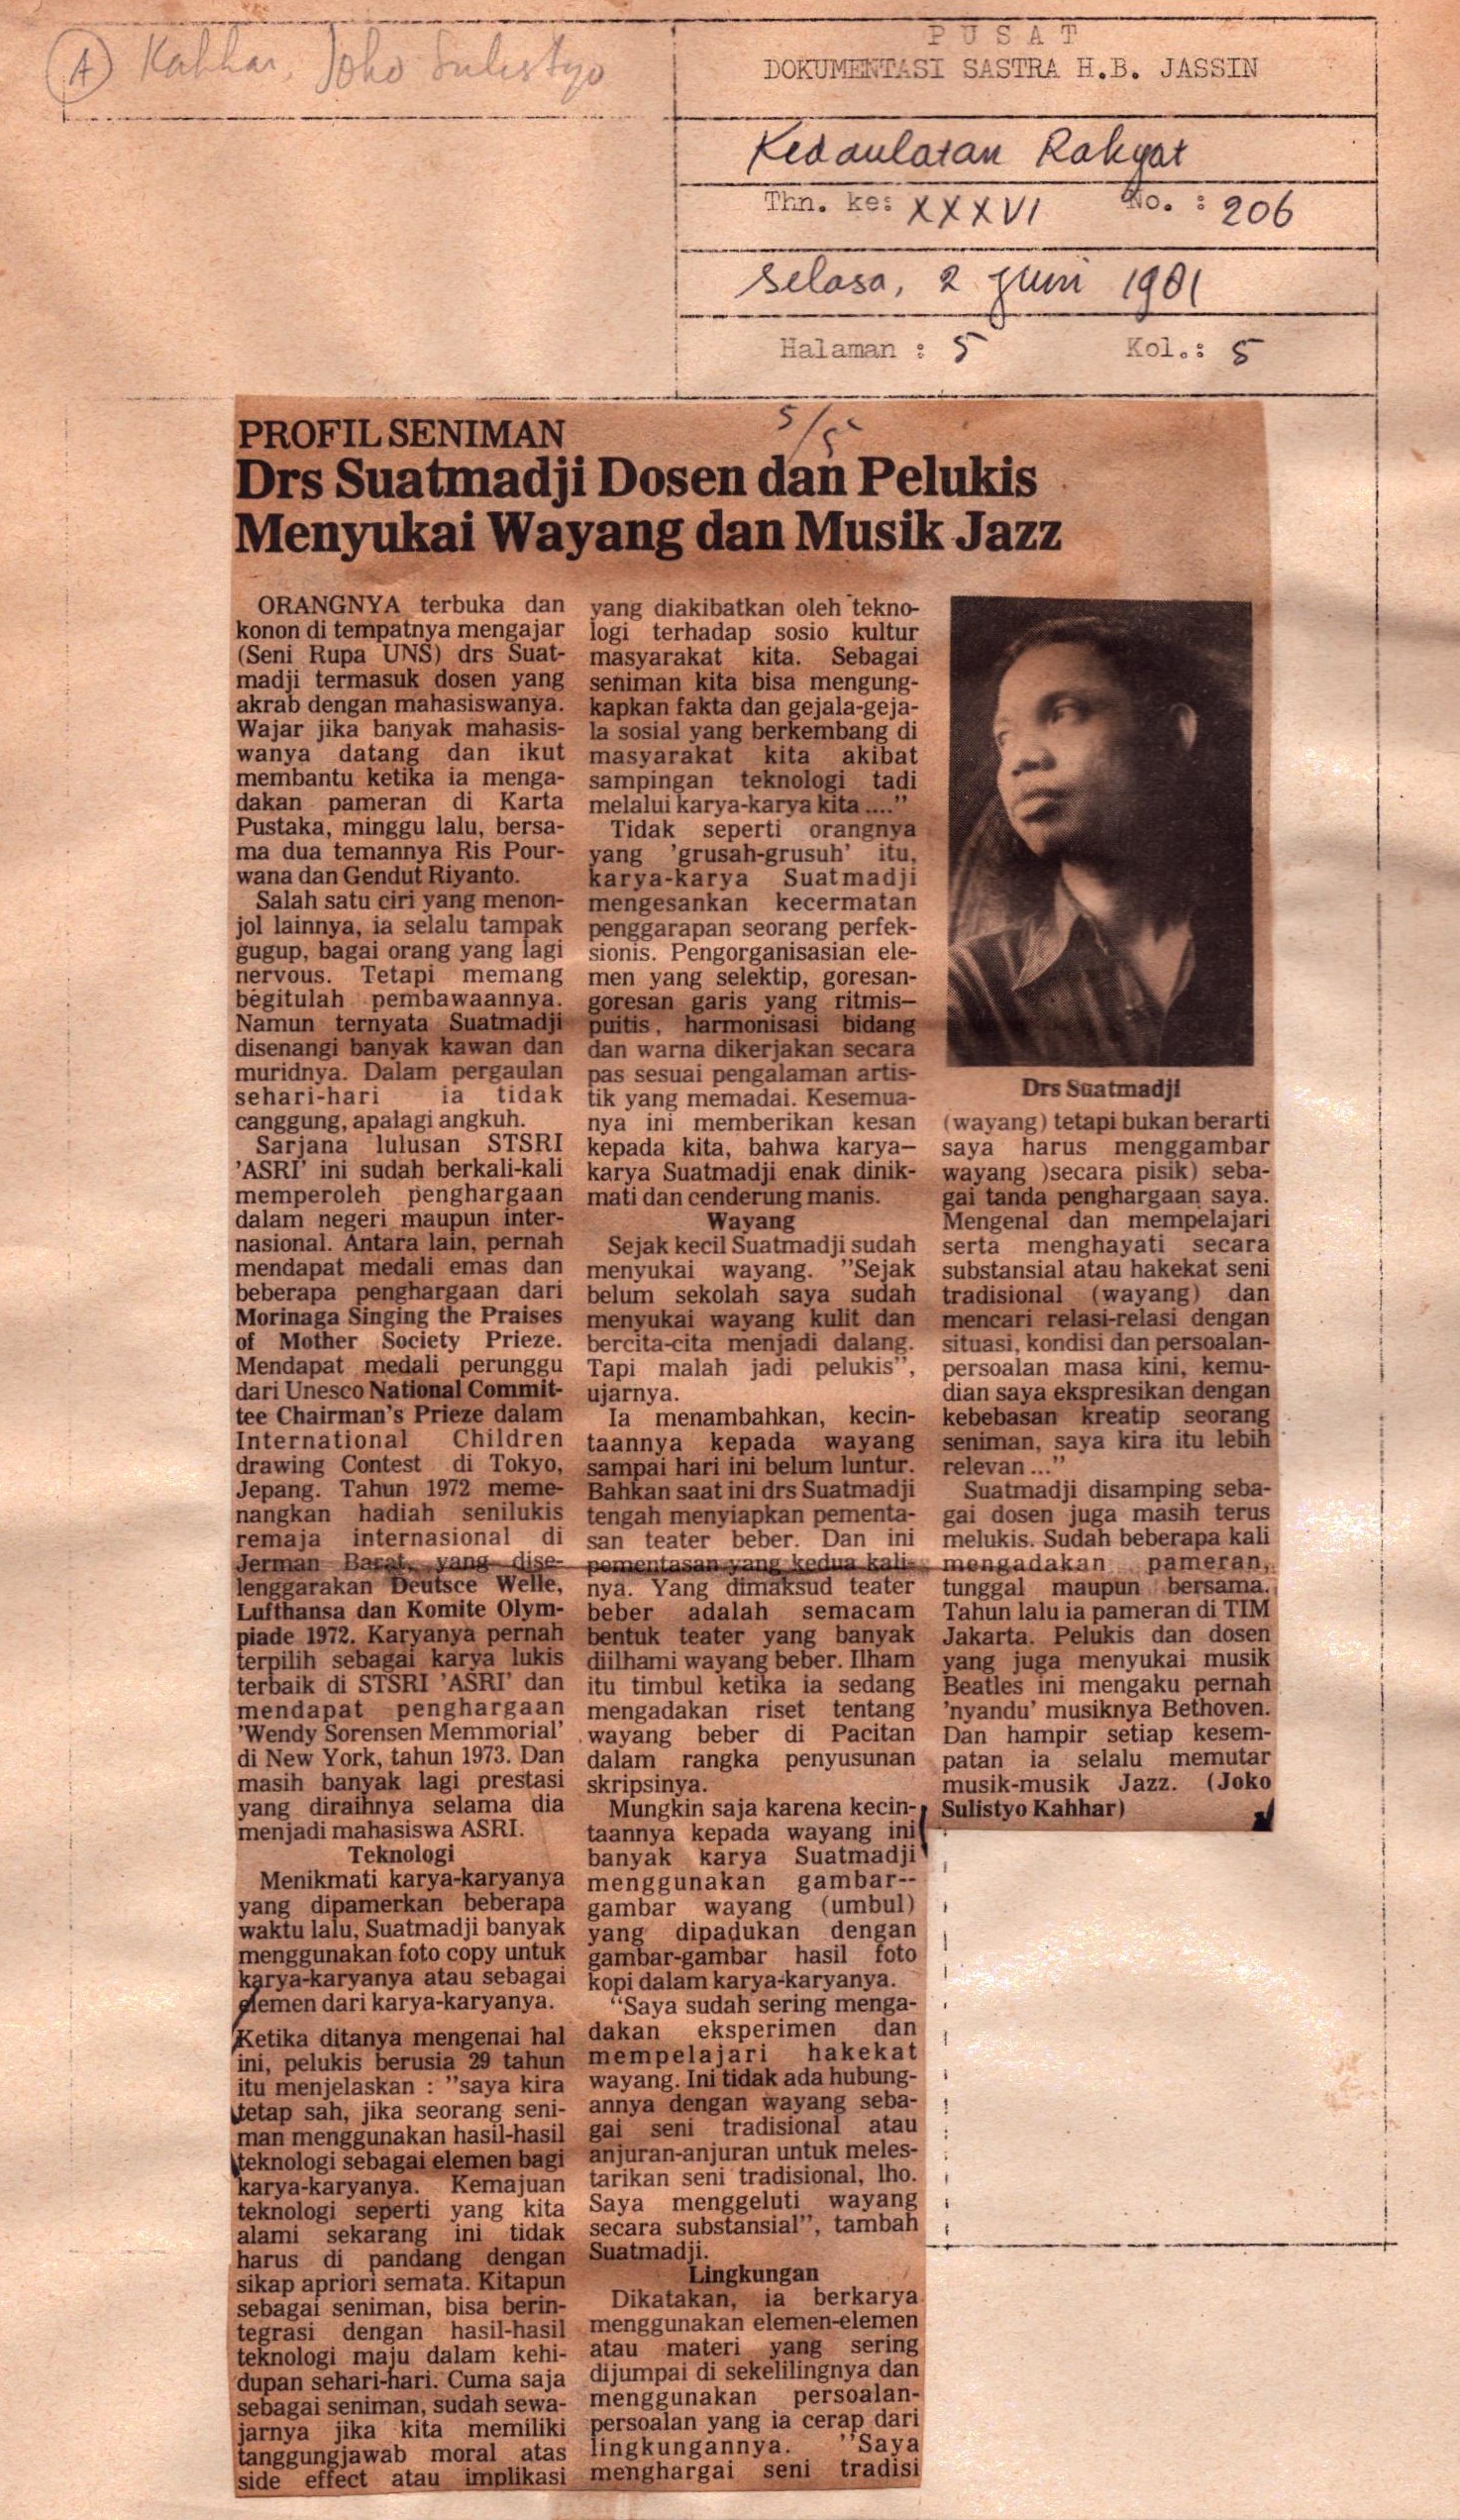 A Kahhar, Joko Sulistyo
PUSAT
DOKUMENTASI SASTRA H.B. JASSIN
Kedaulatan Rakyat
Thn. ke: XXXVI No. : 206
Selasa, 2 Juni 1981
Halaman : 5 Kol.: 5
5/5
PROFIL SENIMAN
Drs Suatmadji Dosen dan Pelukis
Menyukai Wayang dan Musik Jazz
ORANGNYA terbuka dan
konon di tempatnya mengajar
(Seni Rupa UNS) drs Suat-
madji termasuk dosen yang
akrab dengan mahasiswanya.
Wajar jika banyak mahasis-
wanya datang dan ikut
membantu ketika ia menga-
dakan pameran di Karta
Pustaka, minggu lalu, bersa-
ma dua temannya Ris Pour-
wana dan Gendut Riyanto.
Salah satu ciri yang menon-
jol lainnya, ia selalu tampak
gugup, bagai orang yang lagi
nervous. Tetapi memang
begitulah pembawaannya.
Namun ternyata Suatmadji
disenangi banyak kawan dan
muridnya. Dalam pergaulan
sehari-hari ia tidak
canggung, apalagi angkuh.
Sarjana lulusan STSRI
'ASRI' ini sudah berkali-kali
memperoleh penghargaan
dalam negeri maupun inter-
nasional. Antara lain, pernah
mendapat medali emas dan
beberapa penghargaan dari
Morinaga Singing the Praises
of Mother Society Prieze.
Mendapat medali perunggu
dari Unesco National Commit-
tee Chairman's Prieze dalam
International Children
drawing Contest di Tokyo,
Jepang. Tahun 1972 meme-
nangkan hadiah senilukis
remaja internasional di
Jerman Barat, yang dise-
lenggarakan Deutsce Welle,
Lufthansa dan Komite Olym-
piade 1972. Karyanya pernah
terpilih sebagai karya lukis
terbaik di STSRI 'ASRI' dan
mendapat penghargaan
'Wendy Sorensen Memmorial'
di New York, tahun 1973. Dan
masih banyak lagi prestasi
yang diraihnya selama dia
menjadi mahasiswa ASRI.
Teknologi
Menikmati karya-karyanya
yang dipamerkan beberapa
waktu lalu, Suatmadji banyak
menggunakan foto copy untuk
karya-karyanya atau sebagai
elemen dari karya-karyanya.
Ketika ditanya mengenai hal
ini, pelukis berusia 29 tahun
itu menjelaskan : "saya kira
tetap sah, jika seorang seni-
man menggunakan hasil-hasil
teknologi sebagai elemen bagi
karya-karyanya. Kemajuan
teknologi seperti yang kita
alami sekarang ini tidak
harus di pandang dengan
sikap apriori semata. Kitapun
sebagai seniman, bisa berin-
tegrasi dengan hasil-hasil
teknologi maju dalam kehi-
dupan sehari-hari. Cuma saja
sebagai seniman, sudah sewa-
jarnya jika kita memiliki
tanggungjawab moral atas
side effect atau implikasi
yang diakibatkan oleh tekno-
logi terhadap sosio kultur
masyarakat kita. Sebagai
seniman kita bisa mengung-
kapkan fakta dan gejala-geja-
la sosial yang berkembang di
masyarakat kita akibat
sampingan teknologi tadi
melalui karya-karya kita ...."
Tidak seperti orangnya
yang 'grusah-grusuh' itu,
karya-karya Suatmadji
mengesankan kecermatan
penggarapan seorang perfek-
sionis. Pengorganisasian ele-
men yang selektip, goresan-
goresan garis yang ritmis—
puitis, harmonisasi bidang
dan warna dikerjakan secara
pas sesuai pengalaman artis-
tik yang memadai. Kesemua-
nya ini memberikan kesan
kepada kita, bahwa karya—
karya Suatmadji enak dinik-
mati dan cenderung manis.
Wayang
Sejak kecil Suatmadji sudah
menyukai wayang. "Sejak
belum sekolah saya sudah
menyukai wayang kulit dan
bercita-cita menjadi dalang.
Tapi malah jadi pelukis",
ujarnya.
Ia menambahkan, kecin-
taannya kepada wayang
sampai hari ini belum luntur.
Bahkan saat ini drs Suatmadji
tengah menyiapkan pementa-
san teater beber. Dan ini
pementasan yang kedua kali-
nya. Yang dimaksud teater
beber adalah semacam
bentuk teater yang banyak
diilhami wayang beber. Ilham
itu timbul ketika ia sedang
mengadakan riset tentang
wayang beber di Pacitan
dalam rangka penyusunan
skripsinya.
Mungkin saja karena kecin-
taannya kepada wayang ini
banyak karya Suatmadji
menggunakan gambar--
gambar wayang (umbul)
yang dipadukan dengan
gambar-gambar hasil foto
kopi dalam karya-karyanya.
"Saya sudah sering menga-
dakan eksperimen dan
mempelajari hakekat
wayang. Ini tidak ada hubung-
annya dengan wayang seba-
gai seni tradisional atau
anjuran-anjuran untuk meles-
tarikan seni tradisional, lho.
Saya menggeluti wayang
secara substansial", tambah
Suatmadji.
Lingkungan
Dikatakan, ia berkarya
menggunakan elemen-elemen
atau materi yang sering
dijumpai di sekelilingnya dan
menggunakan persoalan-
persoalan yang ia cerap dari
lingkungannya. "Saya
menghargai seni tradisi
Drs Suatmadji
(wayang) tetapi bukan berarti
saya harus menggambar
wayang )secara pisik) seba-
gai tanda penghargaan saya.
Mengenal dan mempelajari
serta menghayati secara
substansial atau hakekat seni
tradisional (wayang) dan
mencari relasi-relasi dengan
situasi, kondisi dan persoalan-
persoalan masa kini, kemu-
dian saya ekspresikan dengan
kebebasan kreatip seorang
seniman, saya kira itu lebih
relevan ..."
Suatmadji disamping seba-
gai dosen juga masih terus
melukis. Sudah beberapa kali
mengadakan pameran,
tunggal maupun bersama.
Tahun lalu ia pameran di TIM
Jakarta. Pelukis dan dosen
yang juga menyukai musik
Beatles ini mengaku pernah
'nyandu' musiknya Bethoven.
Dan hampir setiap kesem-
patan ia selalu memutar
musik-musik Jazz. (Joko
Sulistyo Kahhar)